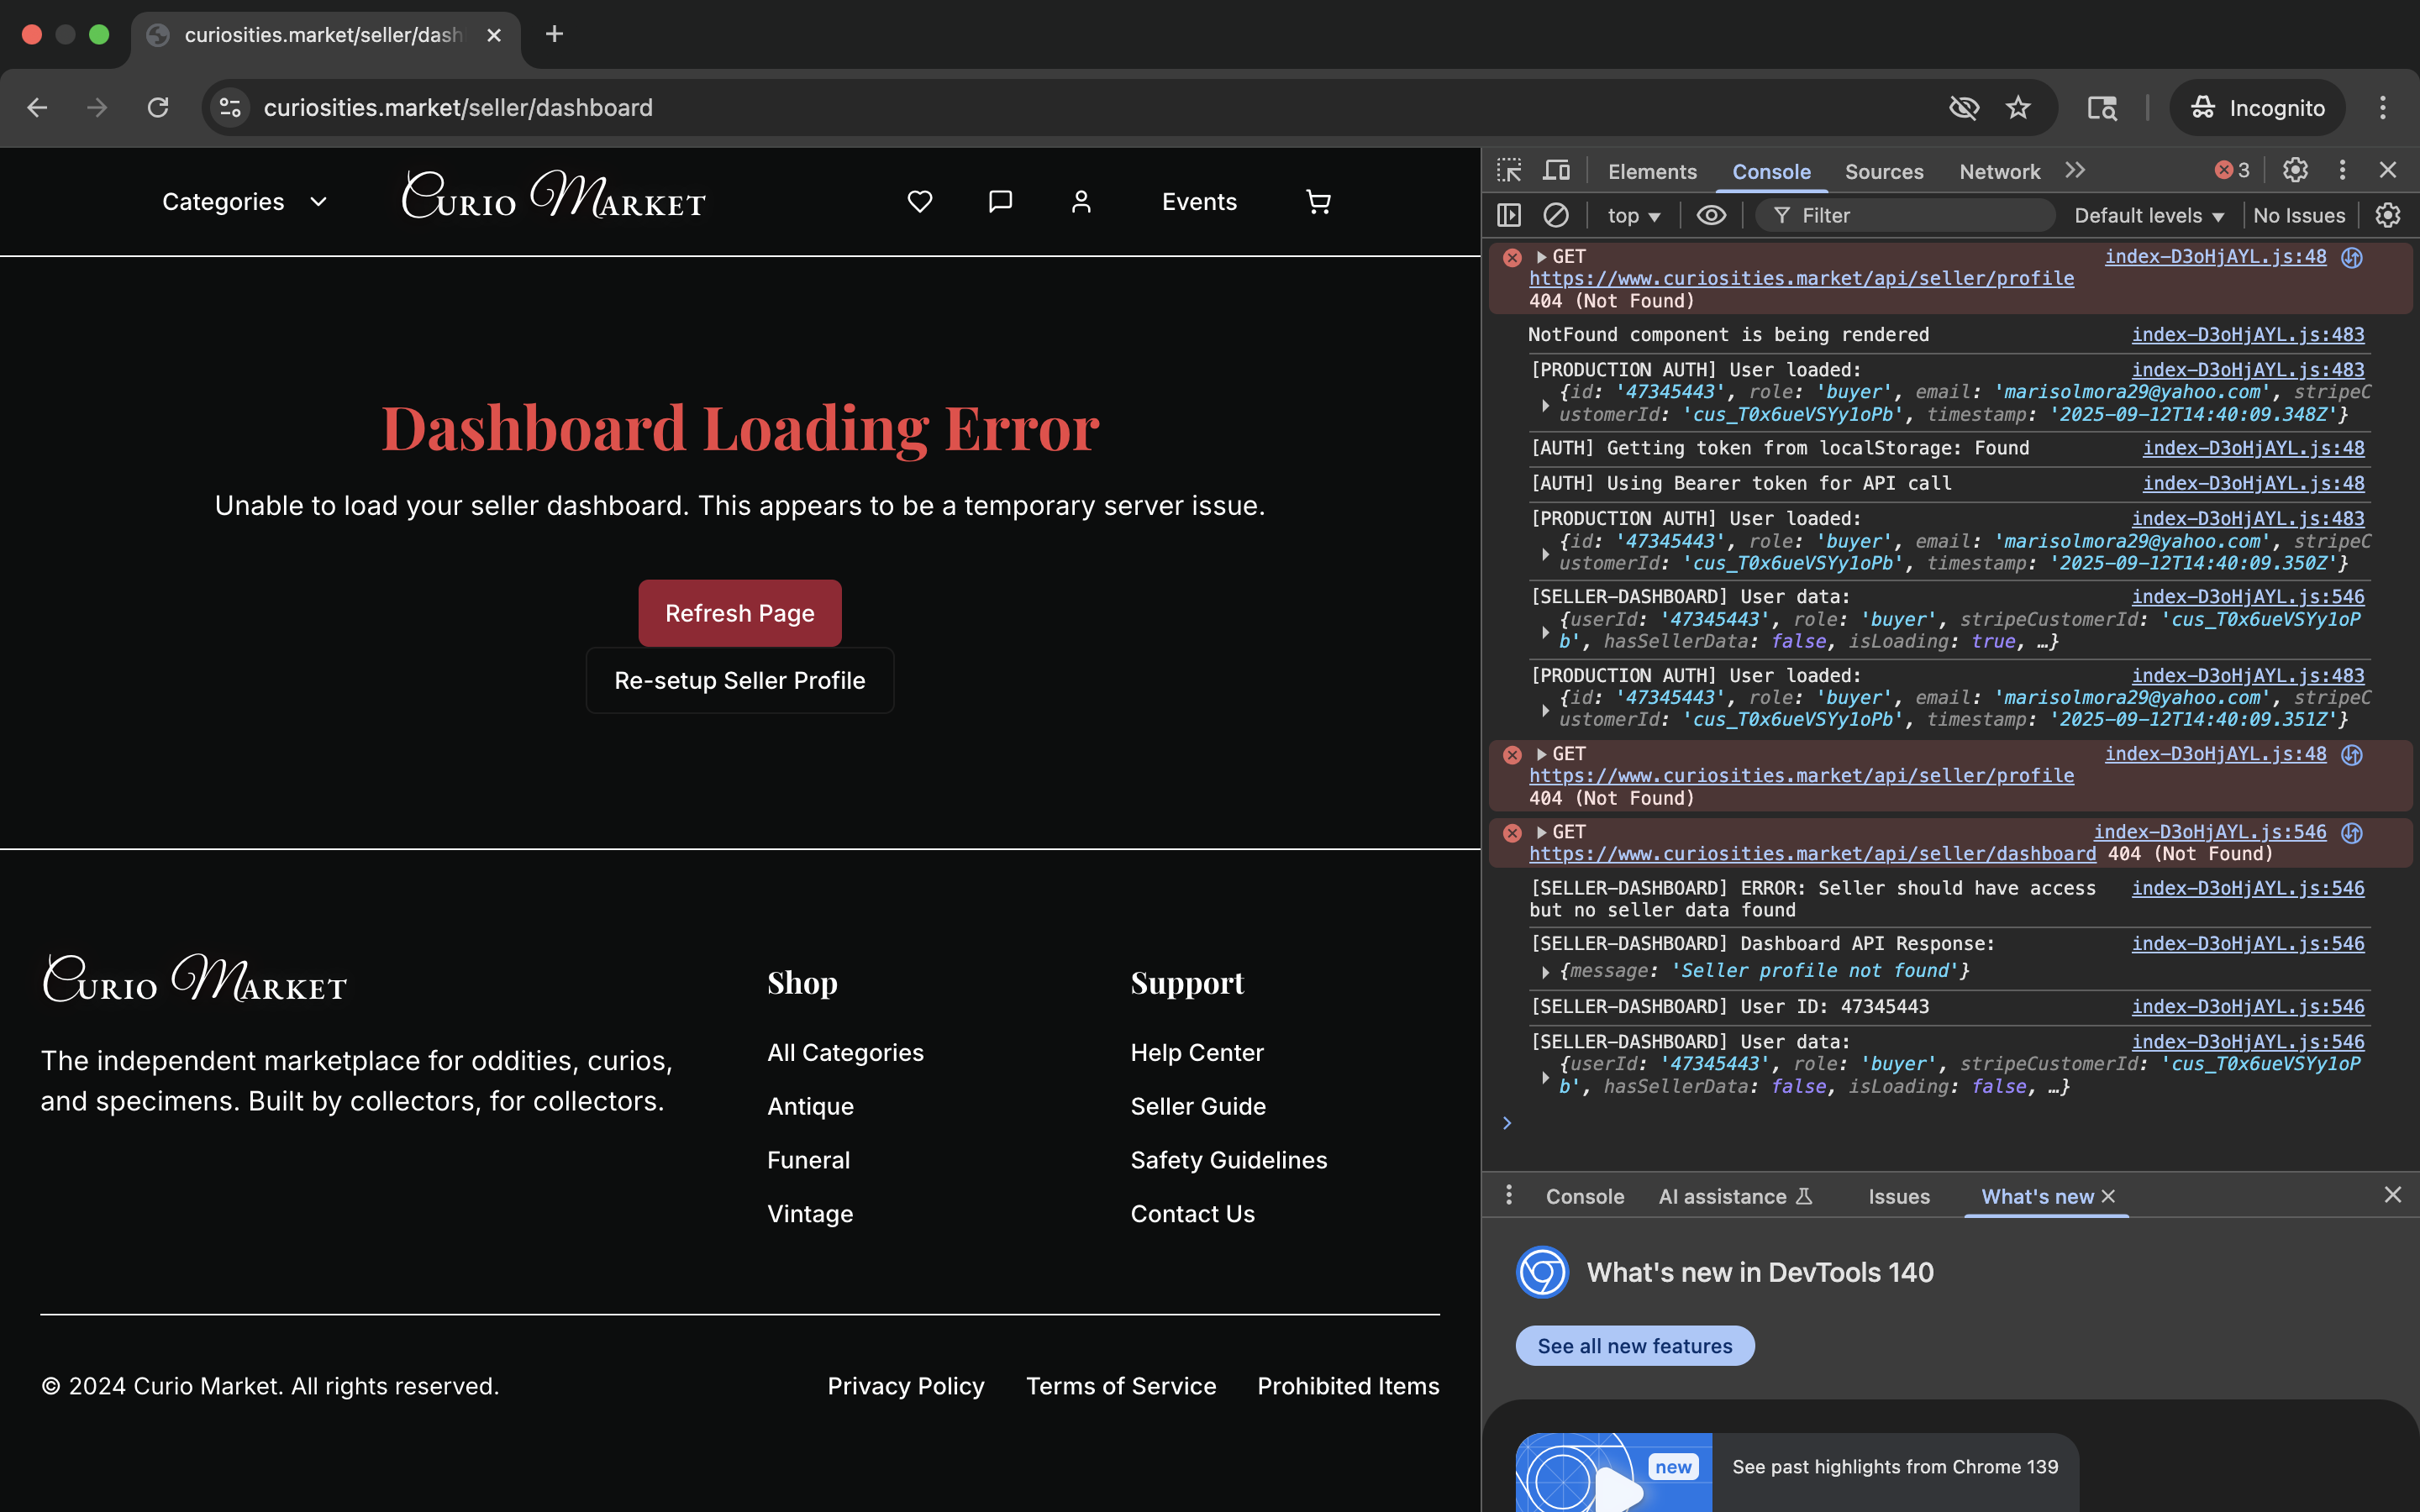 curiosities.market/seller/dash
curiosities.market/seller/dashboard
Incognito
Categories
Curio Market
Events
Dashboard Loading Error
Unable to load your seller dashboard. This appears to be a temporary server issue.
Refresh Page
Re-setup Seller Profile
Curio Market
The independent marketplace for oddities, curios,
and specimens. Built by collectors, for collectors.
Shop
All Categories
Antique
Funeral
Vintage
Support
Help Center
Seller Guide
Safety Guidelines
Contact Us
© 2024 Curio Market. All rights reserved.
Privacy Policy
Terms of Service
Prohibited Items
Elements
Console
Sources
Network
3
top
Filter
Default levels
No Issues
GET index-D3oHjAYL.js:48
https://www.curiosities.market/api/seller/profile
404 (Not Found)
NotFound component is being rendered index-D3oHjAYL.js:483
[PRODUCTION AUTH] User loaded: index-D3oHjAYL.js:483
{id: '47345443', role: 'buyer', email: 'marisolmora29@yahoo.com', stripeC
ustomerId: 'cus_T0x6ueVSYy1oPb', timestamp: '2025-09-12T14:40:09.348Z'}
[AUTH] Getting token from localStorage: Found index-D3oHjAYL.js:48
[AUTH] Using Bearer token for API call index-D3oHjAYL.js:48
[PRODUCTION AUTH] User loaded: index-D3oHjAYL.js:483
{id: '47345443', role: 'buyer', email: 'marisolmora29@yahoo.com', stripeC
ustomerId: 'cus_T0x6ueVSYy1oPb', timestamp: '2025-09-12T14:40:09.350Z'}
[SELLER-DASHBOARD] User data: index-D3oHjAYL.js:546
{userId: '47345443', role: 'buyer', stripeCustomerId: 'cus_T0x6ueVSYy1oP
b', hasSellerData: false, isLoading: true, …}
[PRODUCTION AUTH] User loaded: index-D3oHjAYL.js:483
{id: '47345443', role: 'buyer', email: 'marisolmora29@yahoo.com', stripeC
ustomerId: 'cus_T0x6ueVSYy1oPb', timestamp: '2025-09-12T14:40:09.351Z'}
GET index-D3oHjAYL.js:48
https://www.curiosities.market/api/seller/profile
404 (Not Found)
GET index-D3oHjAYL.js:546
https://www.curiosities.market/api/seller/dashboard 404 (Not Found)
[SELLER-DASHBOARD] ERROR: Seller should have access index-D3oHjAYL.js:546
but no seller data found
[SELLER-DASHBOARD] Dashboard API Response: index-D3oHjAYL.js:546
{message: 'Seller profile not found'}
[SELLER-DASHBOARD] User ID: 47345443 index-D3oHjAYL.js:546
[SELLER-DASHBOARD] User data: index-D3oHjAYL.js:546
{userId: '47345443', role: 'buyer', stripeCustomerId: 'cus_T0x6ueVSYy1oP
b', hasSellerData: false, isLoading: false, …}
Console
AI assistance
Issues
What's new
What's new in DevTools 140
See all new features
new
See past highlights from Chrome 139